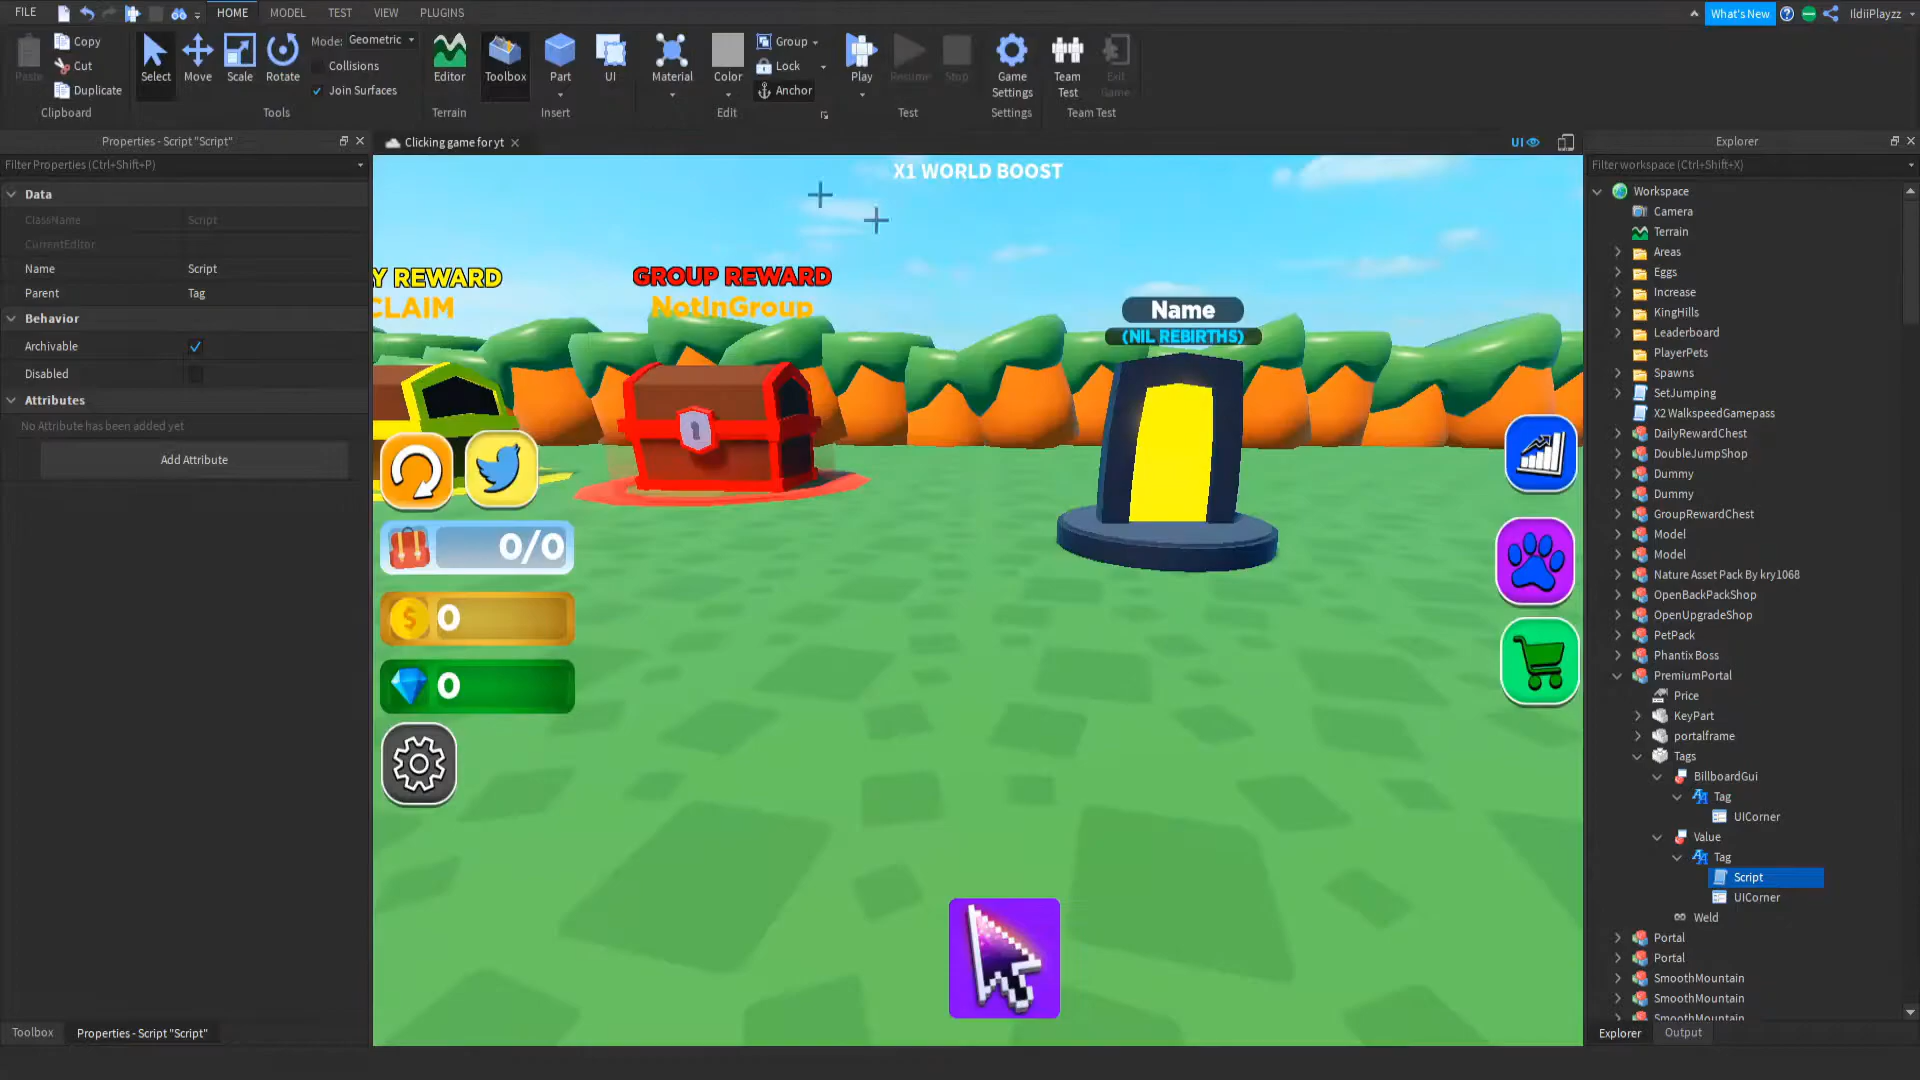 FILE
HOME
MODEL
TEST
VIEW
PLUGINS
What's New
IldiiPlayzz
Paste
Copy
Cut
Duplicate
Clipboard
Select
Move
Scale
Rotate
Mode: Geometric
Collisions
Join Surfaces
Tools
Editor
Terrain
Toolbox
Part
UI
Insert
Material
Color
Group
Lock
Anchor
Edit
Play
Resume
Stop
Test
Game Settings
Settings
Team Test
Exit Game
Team Test
Properties - Script "Script"
Filter Properties (Ctrl+Shift+P)
Data
ClassName Script
CurrentEditor
Name Script
Parent Tag
Behavior
Archivable
Disabled
Attributes
No Attribute has been added yet
Add Attribute
Toolbox
Properties - Script "Script"
Clicking game for yt
UI
X1 WORLD BOOST
Y REWARD
CLAIM
GROUP REWARD
NotInGroup
Name
(NIL REBIRTHS)
0/0
$ 0
0
Explorer
Filter workspace (Ctrl+Shift+X)
Workspace
Camera
Terrain
Areas
Eggs
Increase
KingHills
Leaderboard
PlayerPets
Spawns
SetJumping
X2 WalkspeedGamepass
DailyRewardChest
DoubleJumpShop
Dummy
Dummy
GroupRewardChest
Model
Model
Nature Asset Pack By kry1068
OpenBackPackShop
OpenUpgradeShop
PetPack
Phantix Boss
PremiumPortal
Price
KeyPart
portalframe
Tags
BillboardGui
Tag
UICorner
Value
Tag
Script
UICorner
Weld
Portal
Portal
SmoothMountain
SmoothMountain
SmoothMountain
Explorer
Output